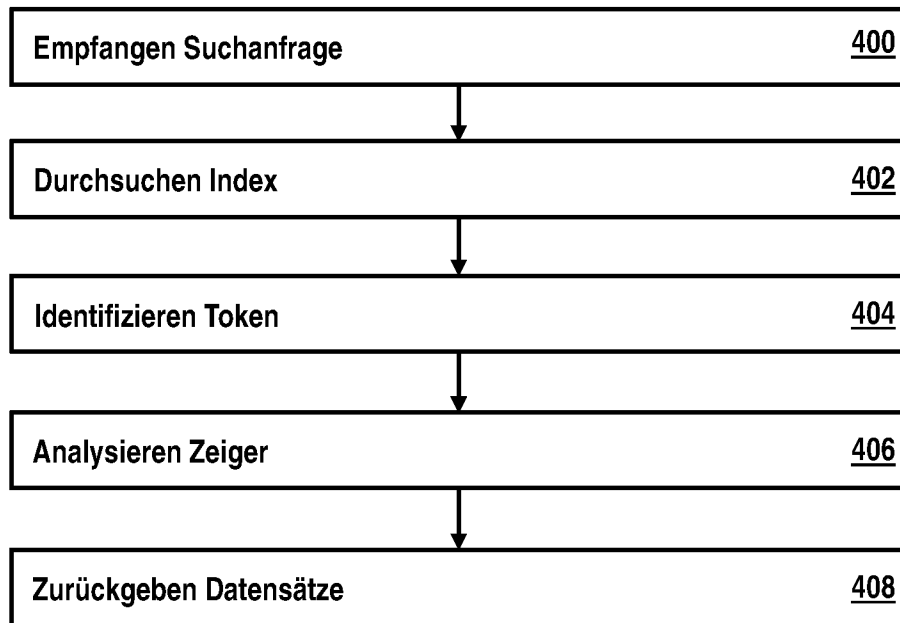 Empfangen Suchanfrage 400
Durchsuchen Index 402
Identifizieren Token 404
Analysieren Zeiger 406
Zurückgeben Datensätze 408